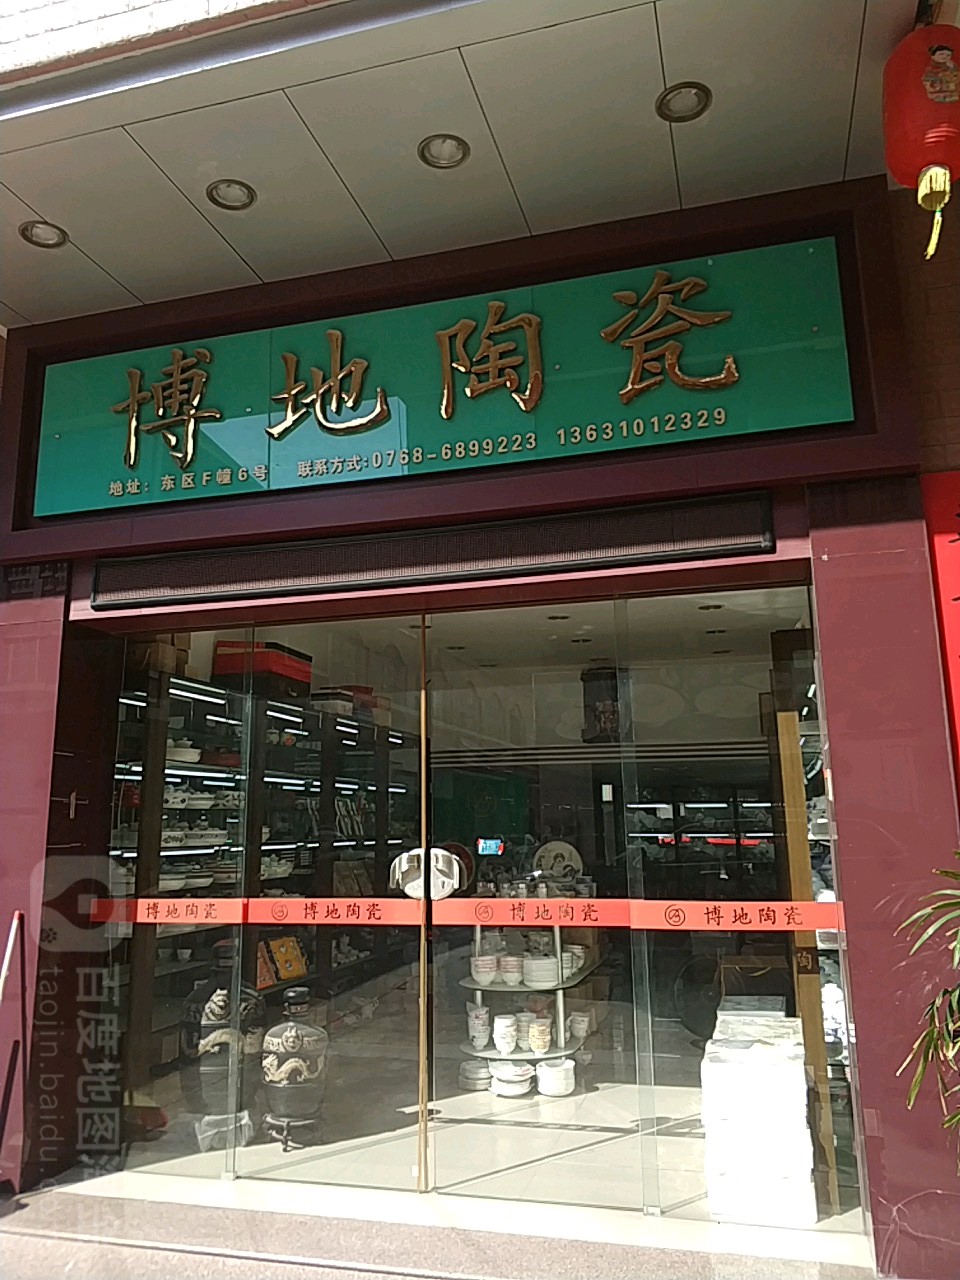 博地陶瓷
地址：东区F幢6号 联系方式:0768-6899223 13631012329
博地陶瓷 博地陶瓷 博地陶瓷 博地陶瓷
陶
百度地图
taojin.baidu.